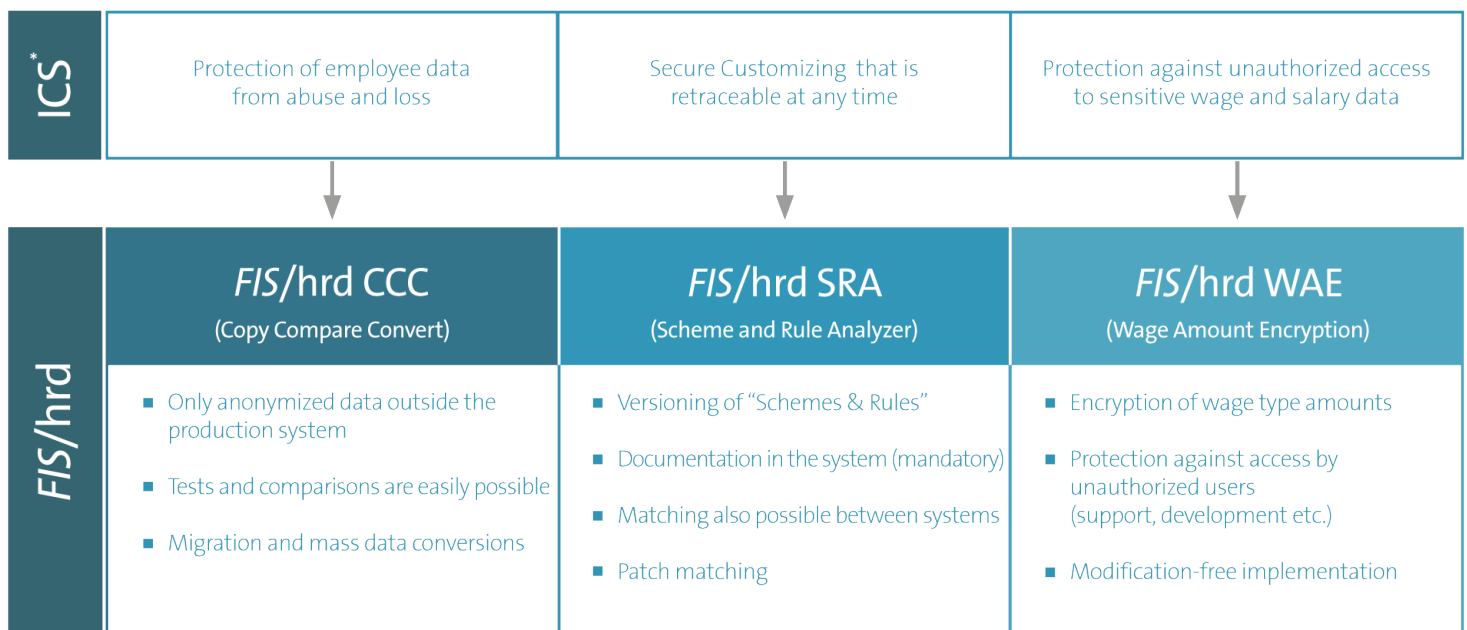 ICS*
Protection of employee data
from abuse and loss
Secure Customizing that is
retraceable at any time
Protection against unauthorized access
to sensitive wage and salary data
FIS/hrd
FIS/hrd CCC
(Copy Compare Convert)
■ Only anonymized data outside the
production system
■ Tests and comparisons are easily possible
■ Migration and mass data conversions
FIS/hrd SRA
(Scheme and Rule Analyzer)
■ Versioning of “Schemes & Rules”
■ Documentation in the system (mandatory)
■ Matching also possible between systems
■ Patch matching
FIS/hrd WAE
(Wage Amount Encryption)
■ Encryption of wage type amounts
■ Protection against access by
unauthorized users
(support, development etc.)
■ Modification-free implementation